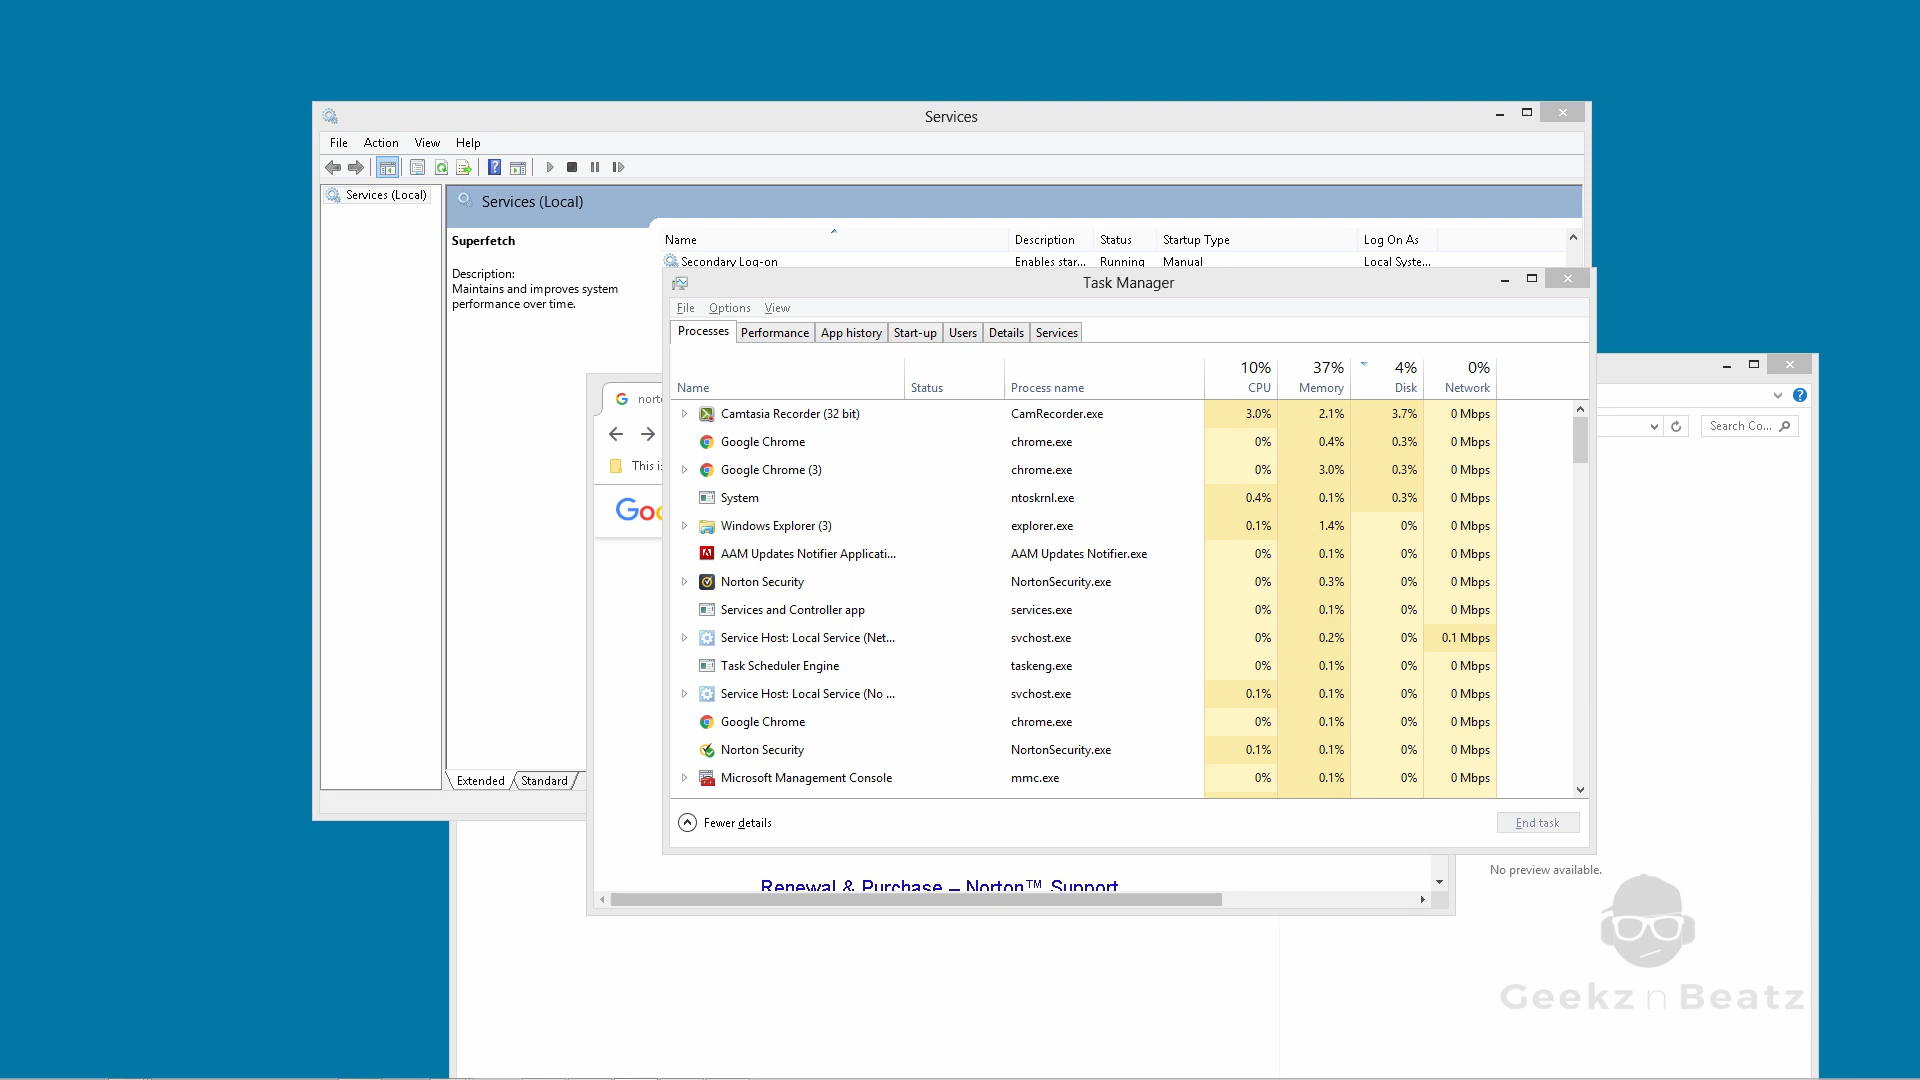 Services
File Action View Help
Services (Local)
Services (Local)
Superfetch
Description:
Maintains and improves system
performance over time.
Name Description Status Startup Type Log On As
Secondary Log-on Enables star... Running Manual Local Syste...
Extended Standard
Task Manager
File Options View
Processes Performance App history Start-up Users Details Services
10% 37% 4% 0%
Name Status Process name CPU Memory Disk Network
Camtasia Recorder (32 bit) CamRecorder.exe 3.0% 2.1% 3.7% 0 Mbps
Google Chrome chrome.exe 0% 0.4% 0.3% 0 Mbps
Google Chrome (3) chrome.exe 0% 3.0% 0.3% 0 Mbps
System ntoskrnl.exe 0.4% 0.1% 0.3% 0 Mbps
Windows Explorer (3) explorer.exe 0.1% 1.4% 0% 0 Mbps
AAM Updates Notifier Applicati... AAM Updates Notifier.exe 0% 0.1% 0% 0 Mbps
Norton Security NortonSecurity.exe 0% 0.3% 0% 0 Mbps
Services and Controller app services.exe 0% 0.1% 0% 0 Mbps
Service Host: Local Service (Net... svchost.exe 0% 0.2% 0% 0.1 Mbps
Task Scheduler Engine taskeng.exe 0% 0.1% 0% 0 Mbps
Service Host: Local Service (No ... svchost.exe 0.1% 0.1% 0% 0 Mbps
Google Chrome chrome.exe 0% 0.1% 0% 0 Mbps
Norton Security NortonSecurity.exe 0.1% 0.1% 0% 0 Mbps
Microsoft Management Console mmc.exe 0% 0.1% 0% 0 Mbps
Fewer details End task
This
Renewal & Purchase – Norton™ Support
Search Co...
No preview available.
Geekz n Beatz